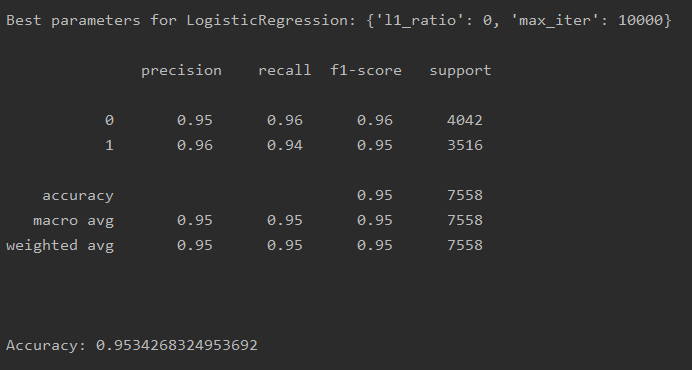 Best parameters for LogisticRegression: {'l1_ratio': 0, 'max_iter': 10000}
precision recall f1-score support
0 0.95 0.96 0.96 4042
1 0.96 0.94 0.95 3516
accuracy 0.95 7558
macro avg 0.95 0.95 0.95 7558
weighted avg 0.95 0.95 0.95 7558
Accuracy: 0.9534268324953692